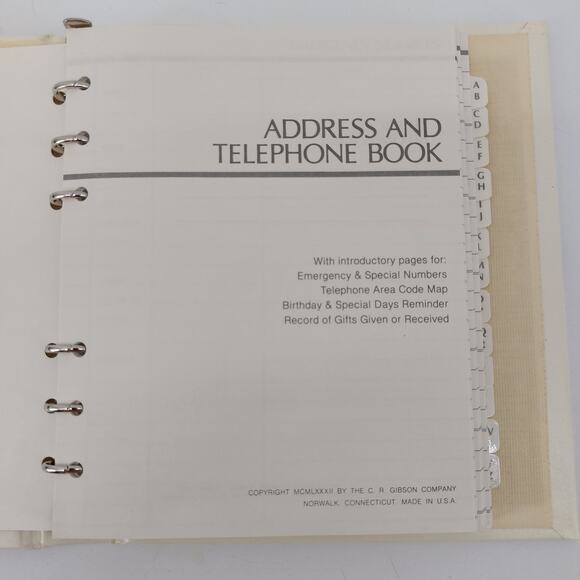 ADDRESS AND
TELEPHONE BOOK
With introductory pages for:
Emergency & Special Numbers
Telephone Area Code Map
Birthday & Special Days Reminder
Record of Gifts Given or Received
COPYRIGHT MCMLXXXII BY THE C. R. GIBSON COMPANY
NORWALK, CONNECTICUT MADE IN U.S.A.
A
B
C
D
E
F
G
H
I
J
K
L
M
N
V